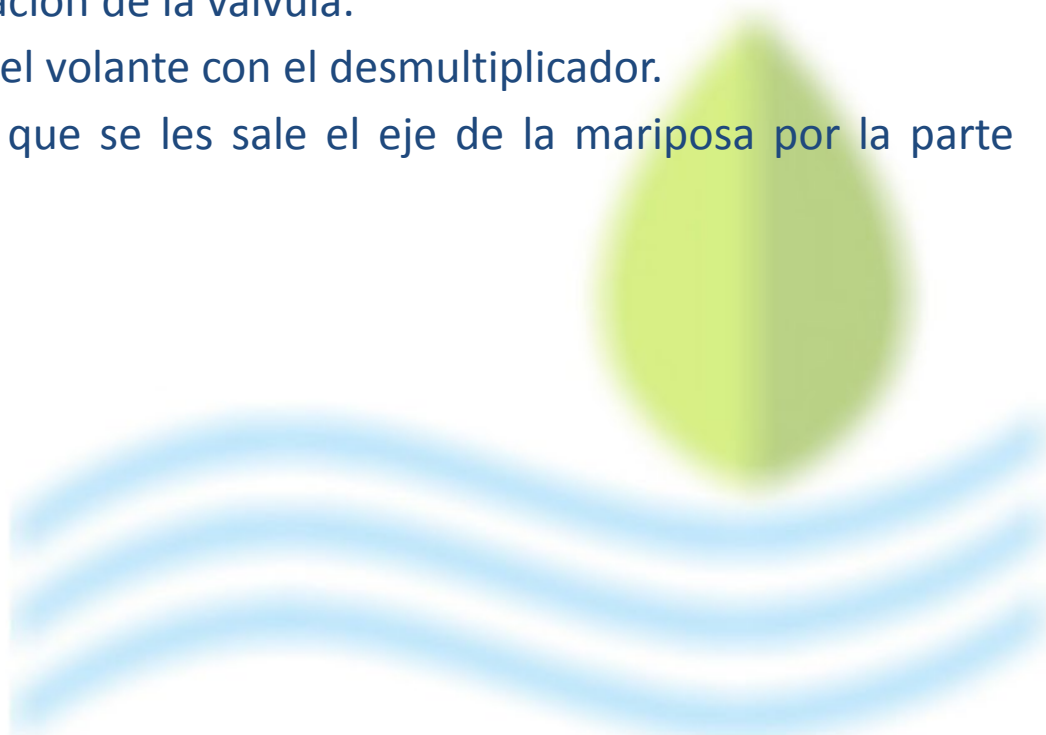 ación de la válvula.
el volante con el desmultiplicador.
que se les sale el eje de la mariposa por la parte